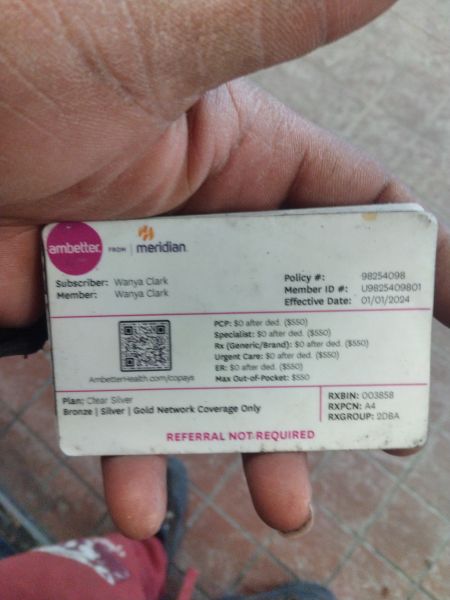 ambetter. FROM meridian
Subscriber: Wanya Clark
Member: Wanya Clark
Policy #: 98254098
Member ID #: U9825409801
Effective Date: 01/01/2024
AmbetterHealth.com/copays
PCP: $0 after ded. ($550)
Specialist: $0 after ded. ($550)
Rx (Generic/Brand): $0 after ded. ($550)
Urgent Care: $0 after ded. ($550)
ER: $0 after ded. ($550)
Max Out-of-Pocket: $550
Plan: Clear Silver
Bronze | Silver | Gold Network Coverage Only
RXBIN: 003858
RXPCN: A4
RXGROUP: 2DBA
REFERRAL NOT REQUIRED